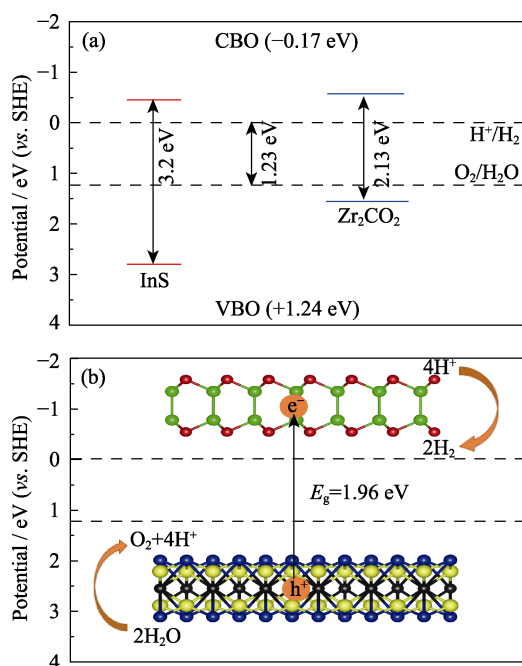 −2
(a)
CBO (−0.17 eV)
−1
0
H⁺/H₂
3.2 eV
1.23 eV
2.13 eV
1
O₂/H₂O
2
Zr₂CO₂
3
InS
VBO (+1.24 eV)
4
Potential / eV (vs. SHE)
−2
(b)
4H⁺
−1
e⁻
2H₂
0
Eg=1.96 eV
1
O₂+4H⁺
2
h⁺
3
2H₂O
4
Potential / eV (vs. SHE)